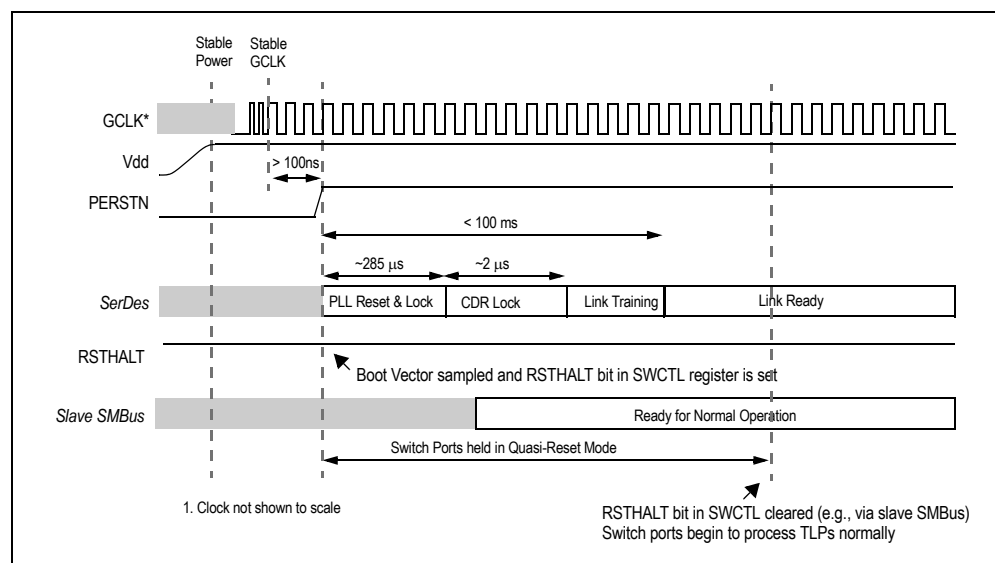 Stable
Power
Stable
GCLK
GCLK*
Vdd
> 100ns
PERSTN
< 100 ms
~285 μs
~2 μs
SerDes
PLL Reset & Lock
CDR Lock
Link Training
Link Ready
RSTHALT
Boot Vector sampled and RSTHALT bit in SWCTL register is set
Slave SMBus
Ready for Normal Operation
Switch Ports held in Quasi-Reset Mode
1. Clock not shown to scale
RSTHALT bit in SWCTL cleared (e.g., via slave SMBus)
Switch ports begin to process TLPs normally